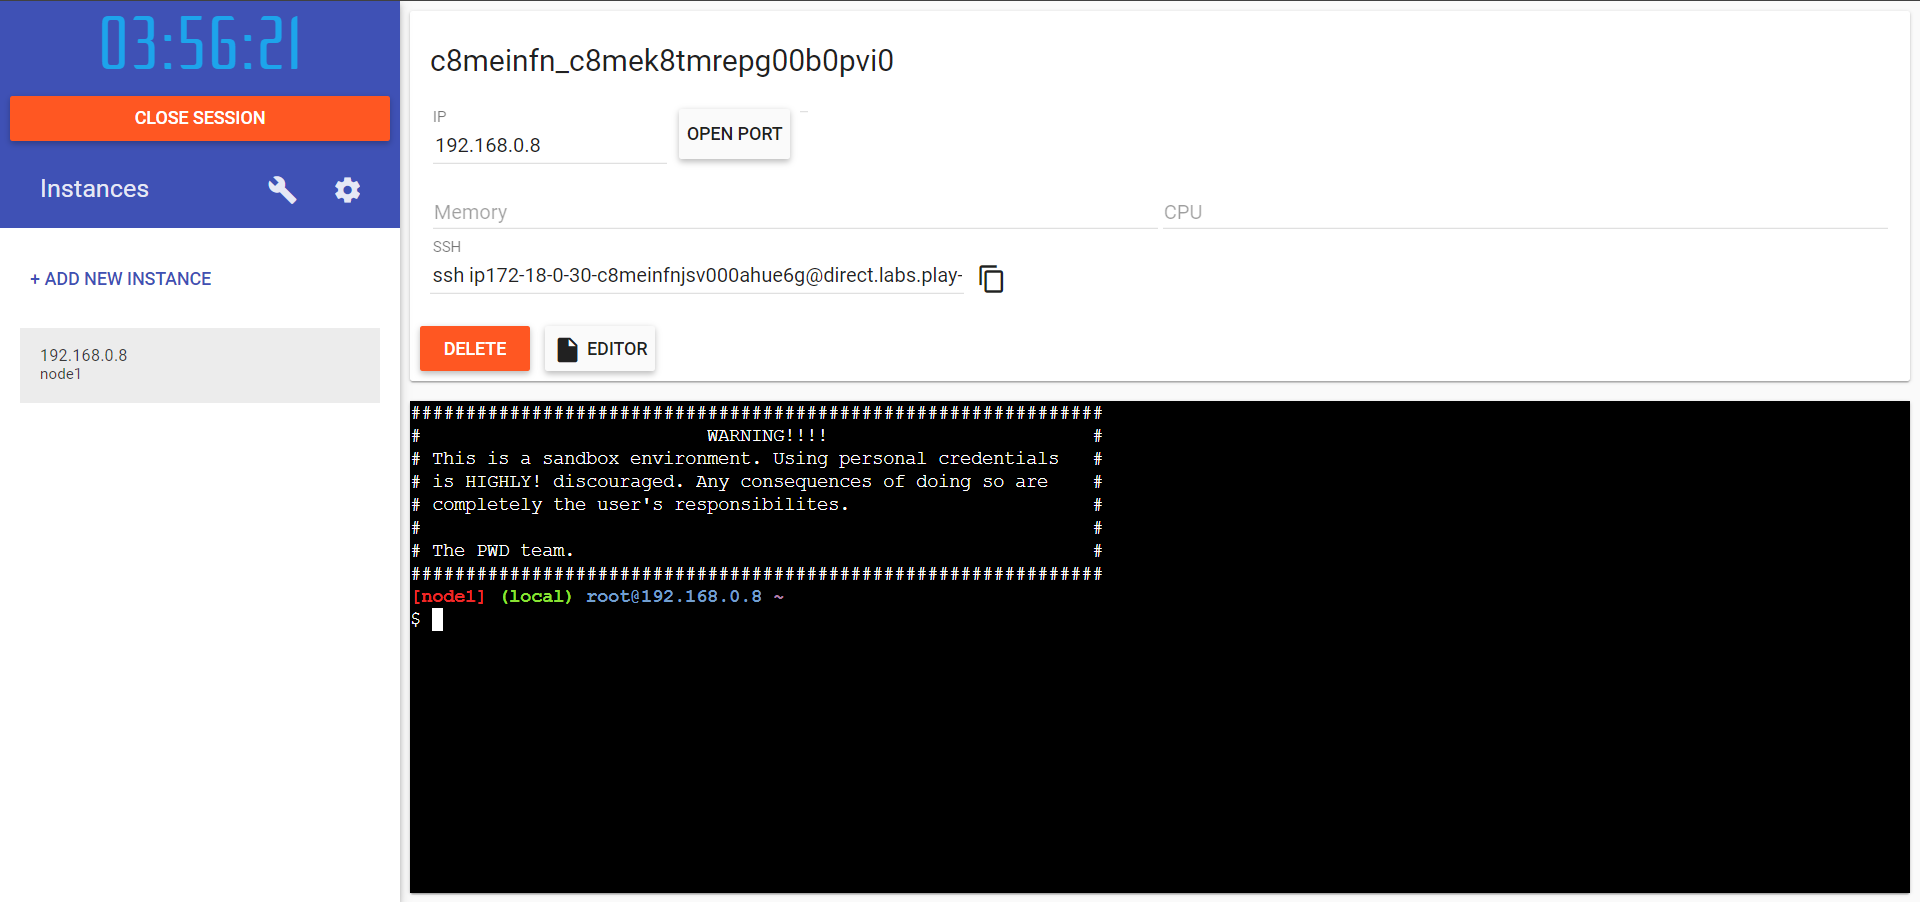 03:56:21
CLOSE SESSION
Instances
+ ADD NEW INSTANCE
192.168.0.8
node1
c8meinfn_c8mek8tmrepg00b0pvi0
IP
192.168.0.8
OPEN PORT
Memory
CPU
SSH
ssh ip172-18-0-30-c8meinfnjsv000ahue6g@direct.labs.play-
DELETE
EDITOR
###############################################################
# WARNING!!!! #
# This is a sandbox environment. Using personal credentials #
# is HIGHLY! discouraged. Any consequences of doing so are #
# completely the user's responsibilites. #
# #
# The PWD team. #
###############################################################
[node1] (local) root@192.168.0.8 ~
$